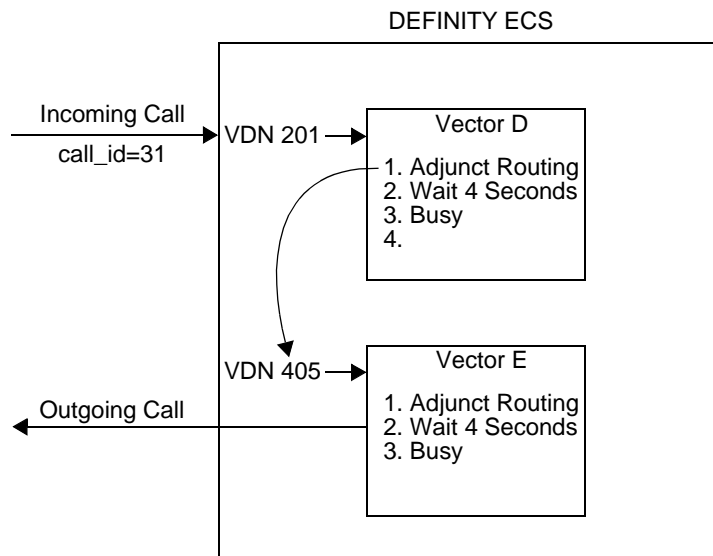 DEFINITY ECS
Incoming Call
call_id=31
VDN 201
Vector D
1. Adjunct Routing
2. Wait 4 Seconds
3. Busy
4.
VDN 405
Vector E
1. Adjunct Routing
2. Wait 4 Seconds
3. Busy
Outgoing Call